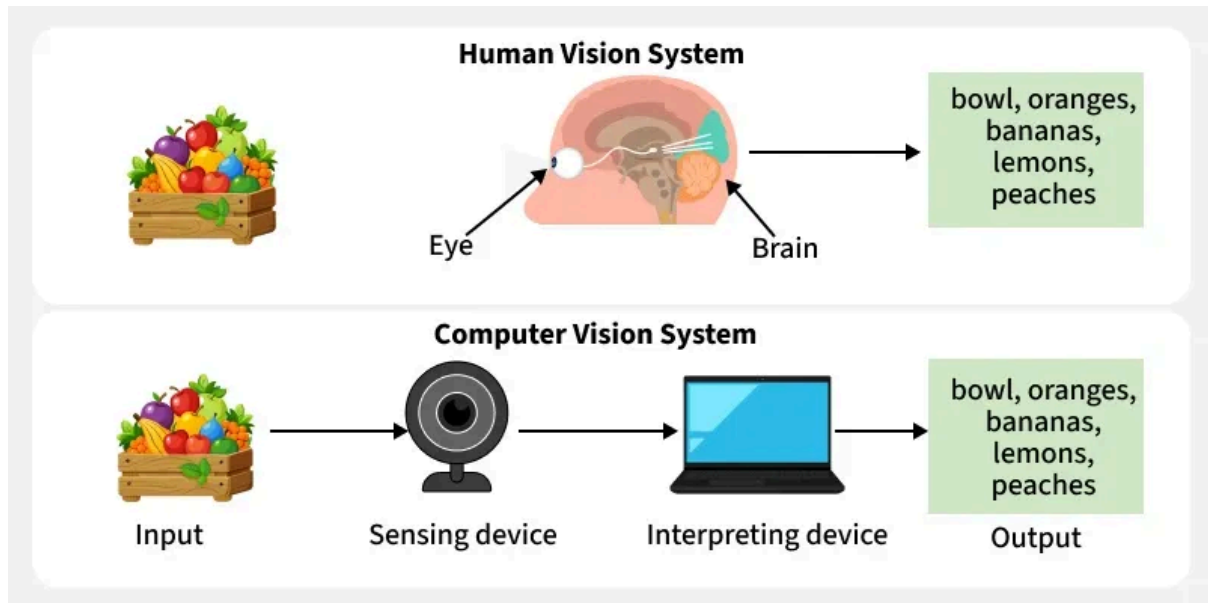 Human Vision System
bowl, oranges,
bananas,
lemons,
peaches
Eye
Brain
Computer Vision System
bowl, oranges,
bananas,
lemons,
peaches
Input
Sensing device
Interpreting device
Output